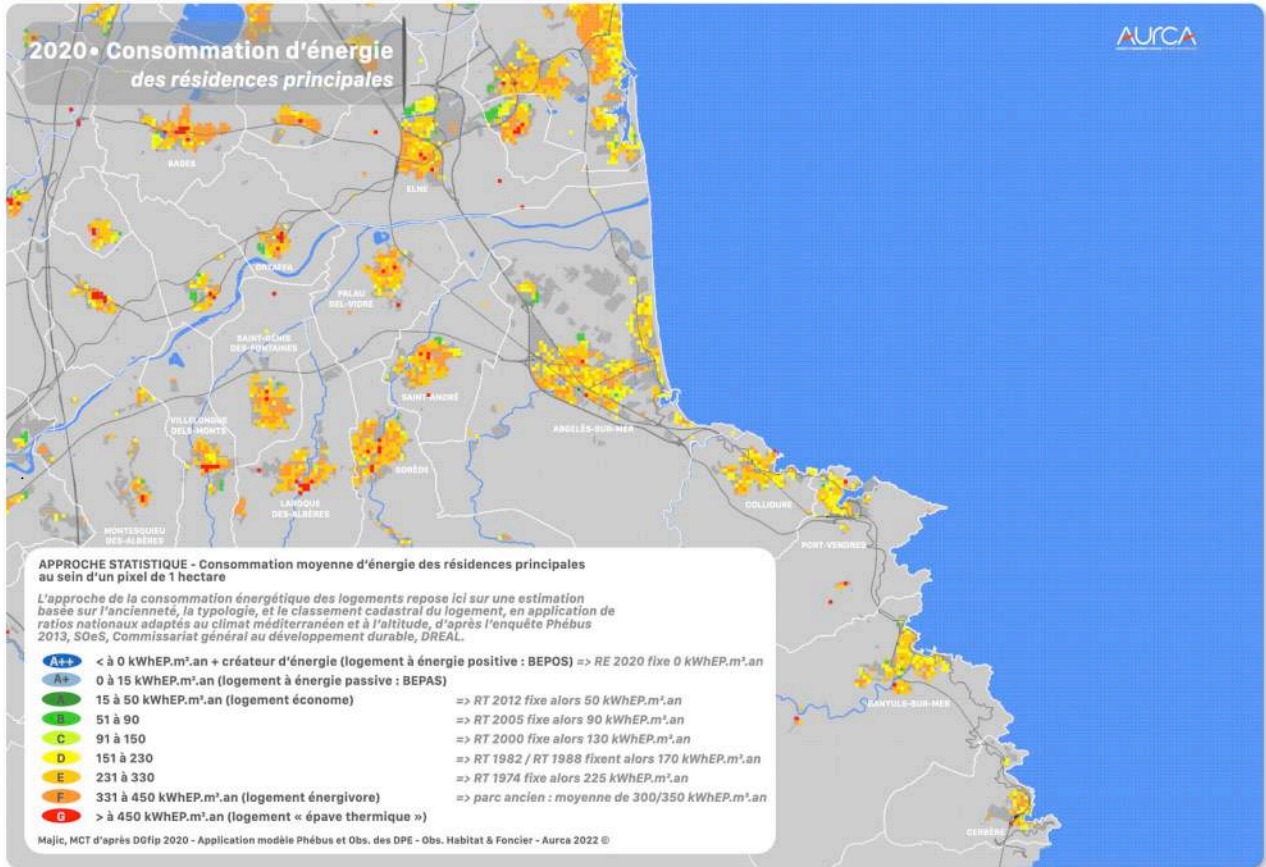 2020• Consommation d'énergie
des résidences principales
AURCA
BAGES
ELNE
ORTAFFA
PALAU
DEL-VIDRE
SAINT-GÉNIS
DES-FONTAINES
SAINT-ANDRÉ
VILLELONGUE
DELS-MONTS
ARGELÈS-SUR-MER
SORÈDE
LAROQUE
DES-ALBÈRES
COLLIOURE
MONTESQUIEU
DES-ALBÈRES
PORT-VENDRES
BANYULS-SUR-MER
CERBÈRE
APPROCHE STATISTIQUE - Consommation moyenne d'énergie des résidences principales
au sein d'un pixel de 1 hectare
L'approche de la consommation énergétique des logements repose ici sur une estimation
basée sur l'ancienneté, la typologie, et le classement cadastral du logement, en application de
ratios nationaux adaptés au climat méditerranéen et à l'altitude, d'après l'enquête Phébus
2013, SOeS, Commissariat général au développement durable, DREAL.
A++ < à 0 kWhEP.m².an + créateur d'énergie (logement à énergie positive : BEPOS) => RE 2020 fixe 0 kWhEP.m².an
A+ 0 à 15 kWhEP.m².an (logement à énergie passive : BEPAS)
A 15 à 50 kWhEP.m².an (logement économe) => RT 2012 fixe alors 50 kWhEP.m².an
B 51 à 90 => RT 2005 fixe alors 90 kWhEP.m².an
C 91 à 150 => RT 2000 fixe alors 130 kWhEP.m².an
D 151 à 230 => RT 1982 / RT 1988 fixent alors 170 kWhEP.m².an
E 231 à 330 => RT 1974 fixe alors 225 kWhEP.m².an
F 331 à 450 kWhEP.m².an (logement énergivore) => parc ancien : moyenne de 300/350 kWhEP.m².an
G > à 450 kWhEP.m².an (logement « épave thermique »)
Majic, MCT d'après DGfip 2020 - Application modèle Phébus et Obs. des DPE - Obs. Habitat & Foncier - Aurca 2022 ©